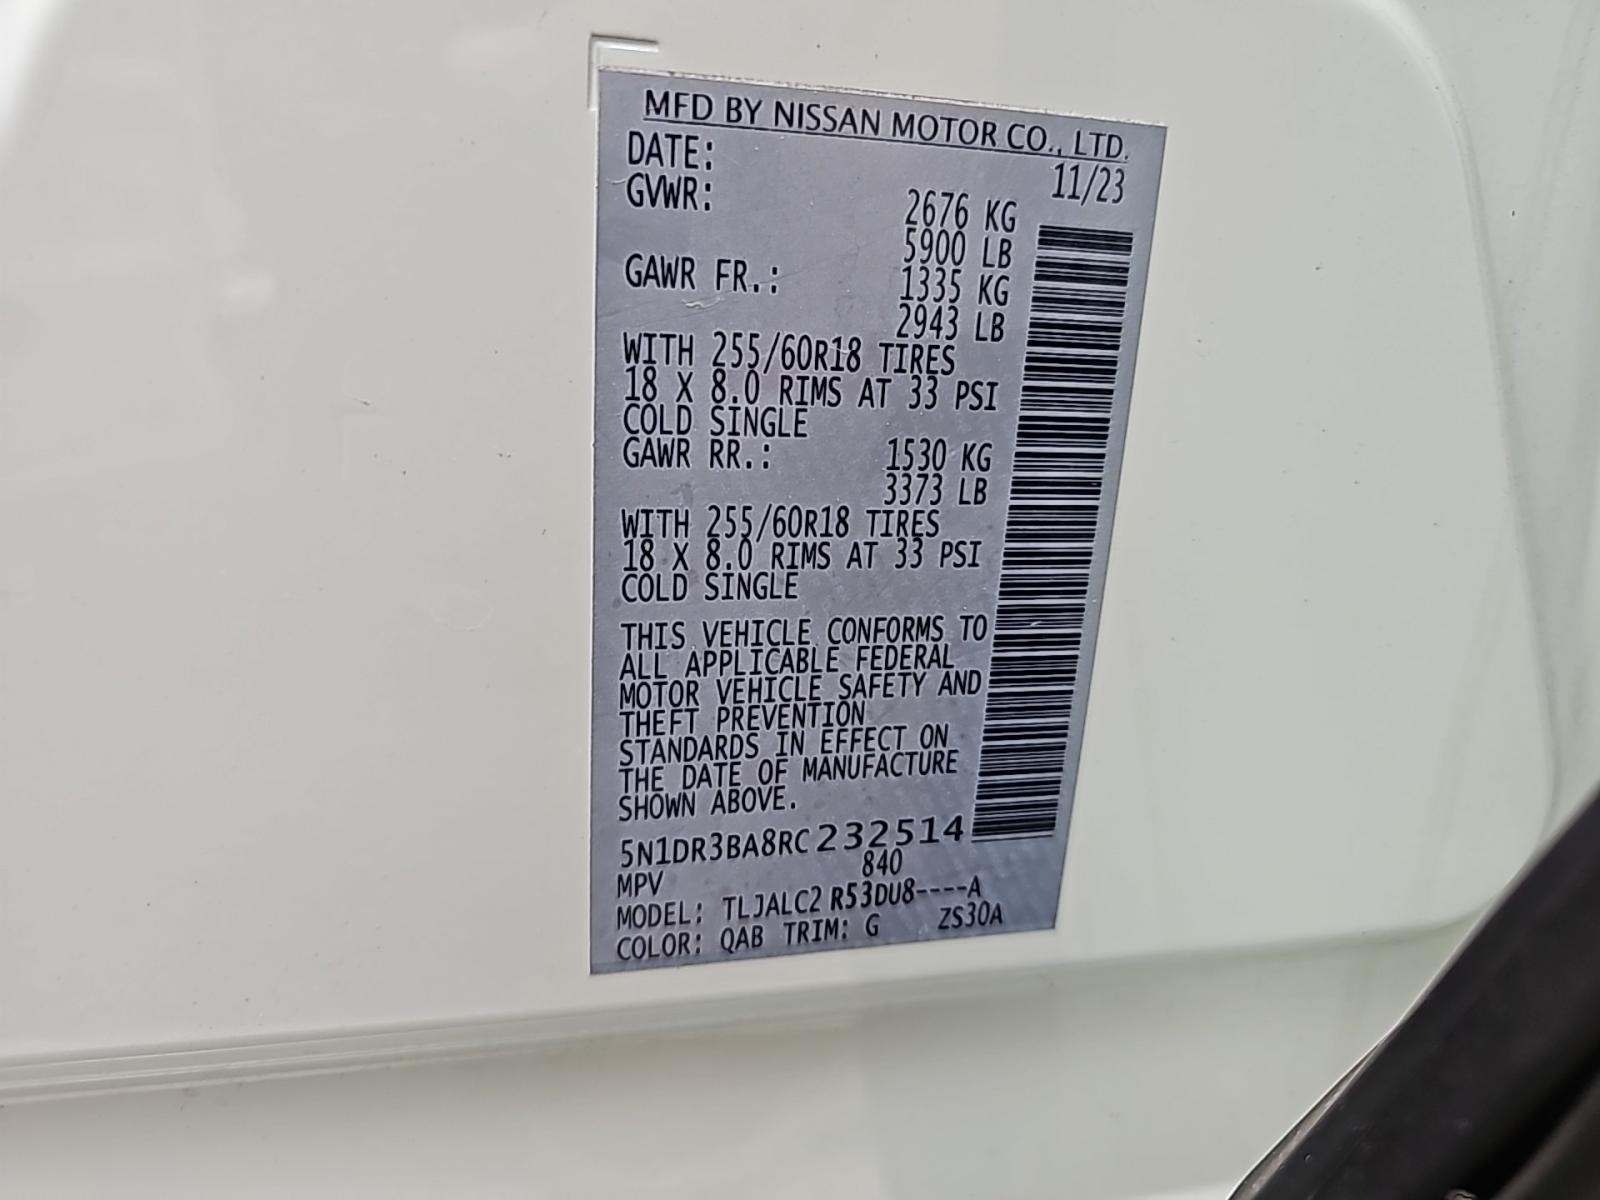 MFD BY NISSAN MOTOR CO., LTD.
DATE: 11/23
GVWR: 2676 KG
5900 LB
GAWR FR.: 1335 KG
2943 LB
WITH 255/60R18 TIRES
18 X 8.0 RIMS AT 33 PSI
COLD SINGLE
GAWR RR.: 1530 KG
3373 LB
WITH 255/60R18 TIRES
18 X 8.0 RIMS AT 33 PSI
COLD SINGLE
THIS VEHICLE CONFORMS TO
ALL APPLICABLE FEDERAL
MOTOR VEHICLE SAFETY AND
THEFT PREVENTION
STANDARDS IN EFFECT ON
THE DATE OF MANUFACTURE
SHOWN ABOVE.
5N1DR3BA8RC232514
MPV 840
MODEL: TLJALC2 R53DU8----A
COLOR: QAB TRIM: G ZS30A